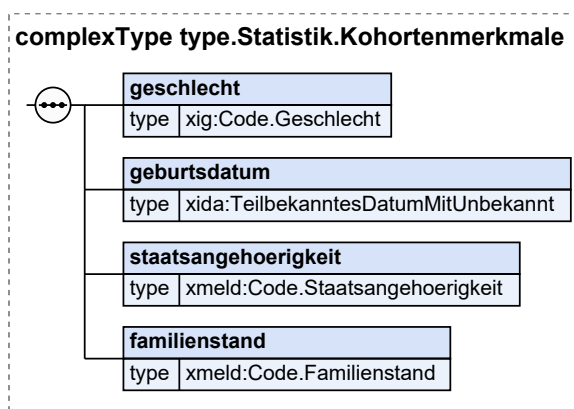 complexType type.Statistik.Kohortenmerkmale
geschlecht
type xig:Code.Geschlecht
geburtsdatum
type xida:TeilbekanntesDatumMitUnbekannt
staatsangehoerigkeit
type xmeld:Code.Staatsangehoerigkeit
familienstand
type xmeld:Code.Familienstand